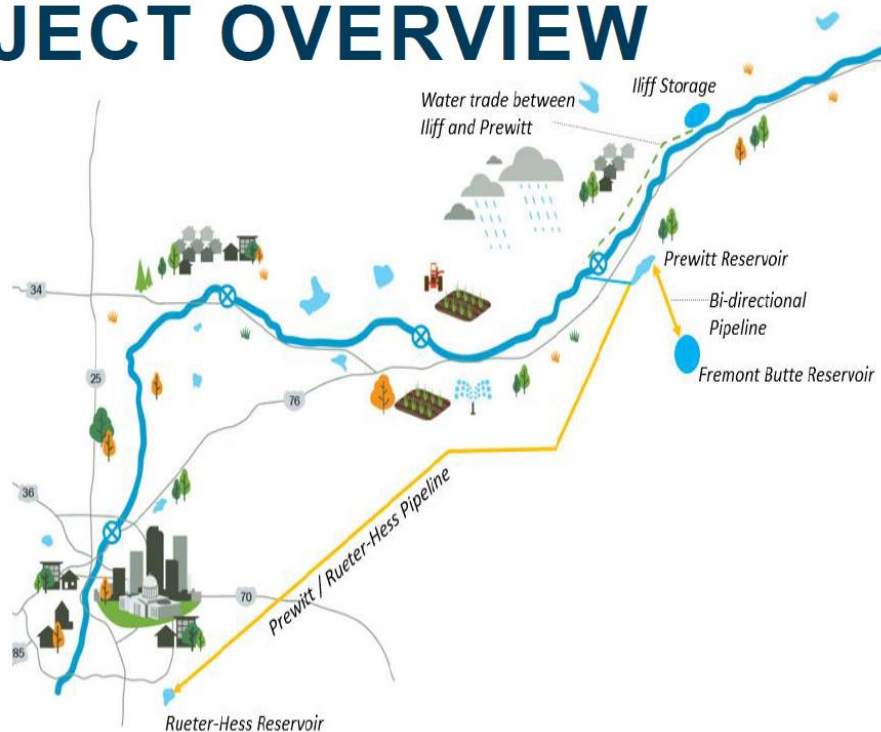 JECT OVERVIEW
Iliff Storage
Water trade between
Iliff and Prewitt
Prewitt Reservoir
34
Bi-directional
Pipeline
Fremont Butte Reservoir
25
76
36
Prewitt / Rueter-Hess Pipeline
70
85
Rueter-Hess Reservoir